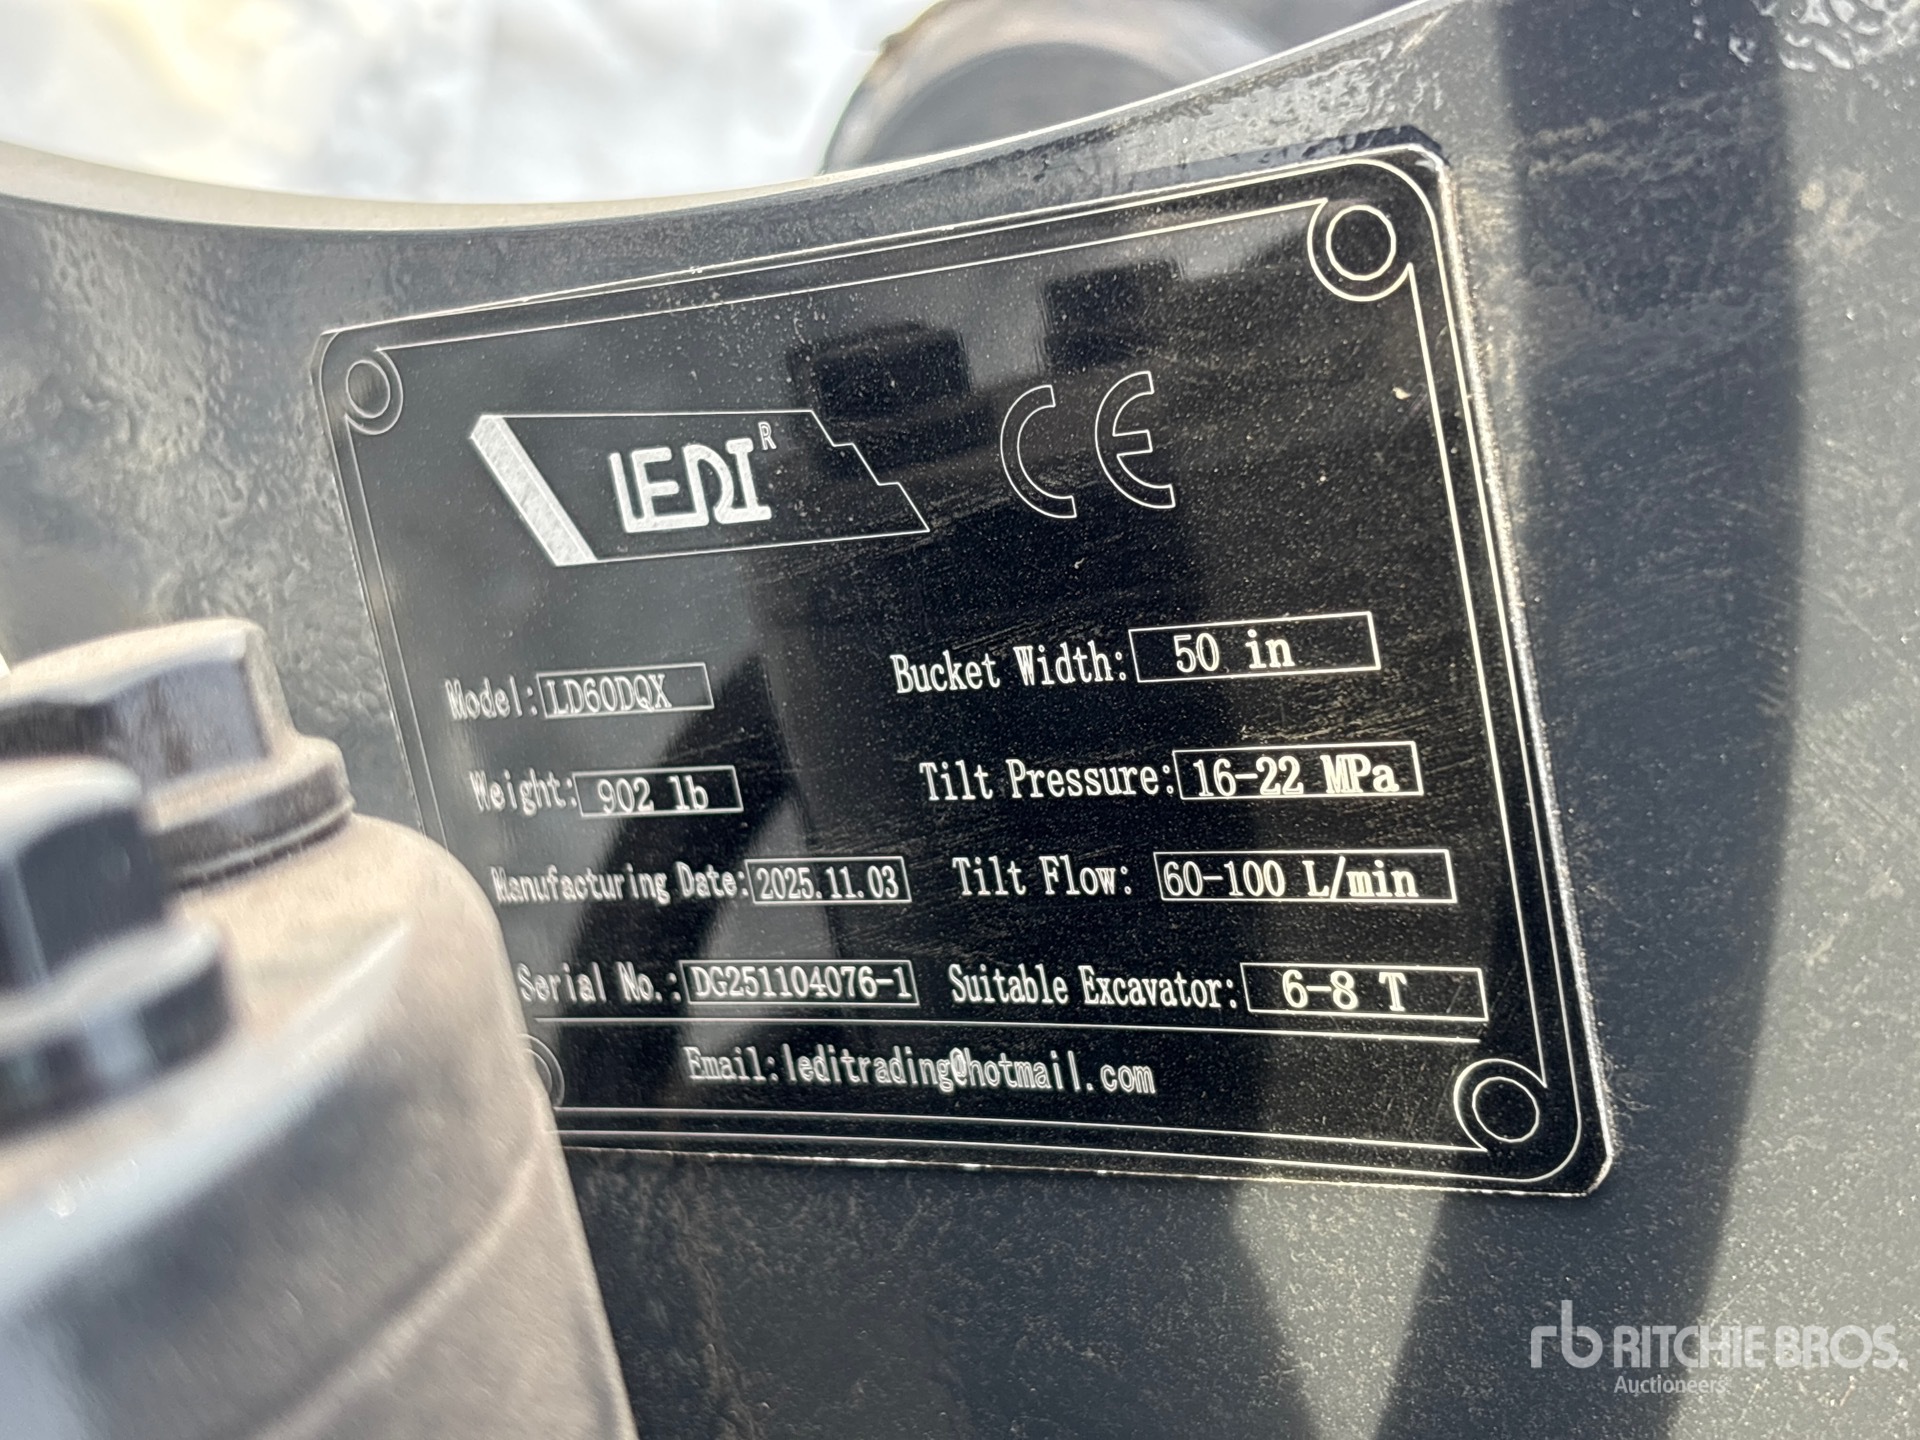 LEDI R CE
Model: LD60DQX
Bucket Width: 50 in
Weight: 902 lb
Tilt Pressure: 16-22 MPa
Manufacturing Date: 2025.11.03
Tilt Flow: 60-100 L/min
Serial No.: DG251104076-1
Suitable Excavator: 6-8 T
Email:leditrading@hotmail.com
rb RITCHIE BROS.
Auctioneers